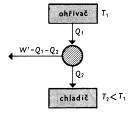 ohřívač T₁
Q₁
W'=Q₁-Q₂
Q₂
chladič T₂<T₁